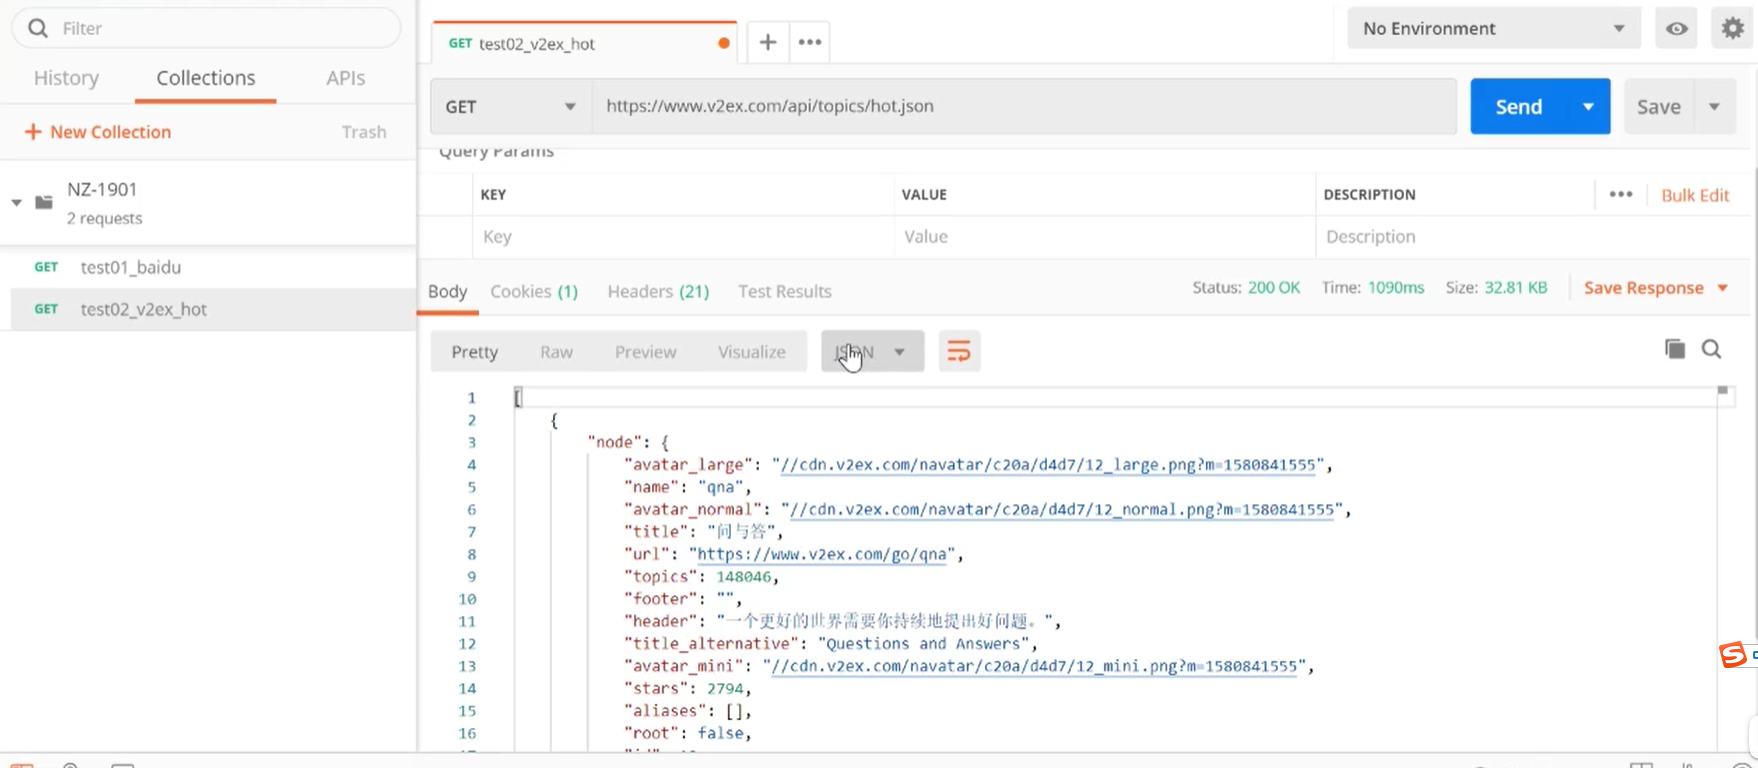 Filter
History Collections APIs
+ New Collection Trash
NZ-1901
2 requests
GET test01_baidu
GET test02_v2ex_hot
GET test02_v2ex_hot
No Environment
GET https://www.v2ex.com/api/topics/hot.json Send Save
Query Params
KEY VALUE DESCRIPTION Bulk Edit
Key Value Description
Body Cookies (1) Headers (21) Test Results Status: 200 OK Time: 1090ms Size: 32.81 KB Save Response
Pretty Raw Preview Visualize JSON
1 [
2 {
3 "node": {
4 "avatar_large": "//cdn.v2ex.com/navatar/c20a/d4d7/12_large.png?m=1580841555",
5 "name": "qna",
6 "avatar_normal": "//cdn.v2ex.com/navatar/c20a/d4d7/12_normal.png?m=1580841555",
7 "title": "问与答",
8 "url": "https://www.v2ex.com/go/qna",
9 "topics": 148046,
10 "footer": "",
11 "header": "一个更好的世界需要你持续地提出好问题。",
12 "title_alternative": "Questions and Answers",
13 "avatar_mini": "//cdn.v2ex.com/navatar/c20a/d4d7/12_mini.png?m=1580841555",
14 "stars": 2794,
15 "aliases": [],
16 "root": false,